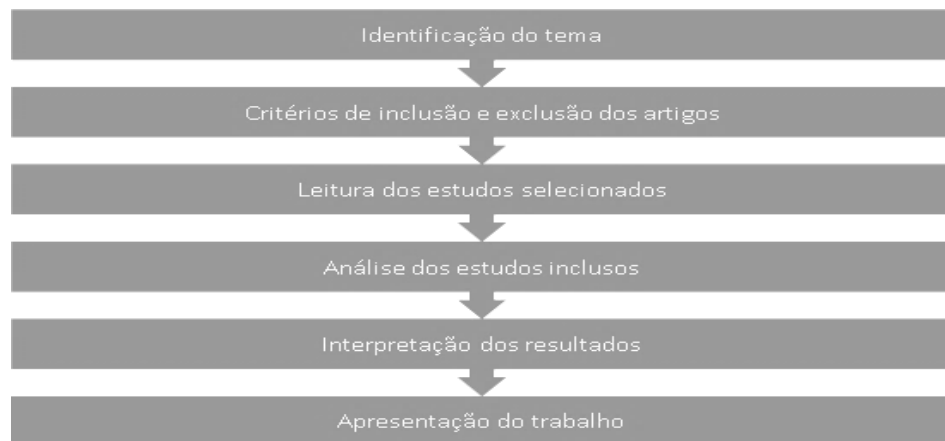 Identificação do tema
Critérios de inclusão e exclusão dos artigos
Leitura dos estudos selecionados
Análise dos estudos inclusos
Interpretação dos resultados
Apresentação do trabalho